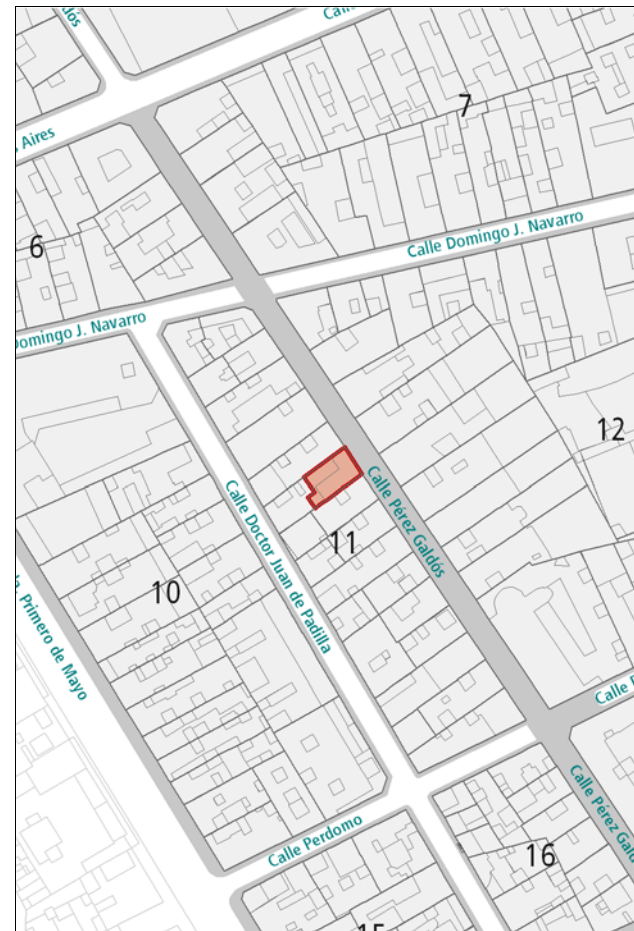 Calle
7
Aires
Calle Domingo J. Navarro
6
Domingo J. Navarro
12
Calle Pérez Galdós
Calle Doctor Juan de Padilla
11
10
Primero de Mayo
Calle
Calle Perdomo
Calle Pérez Galdós
16
15